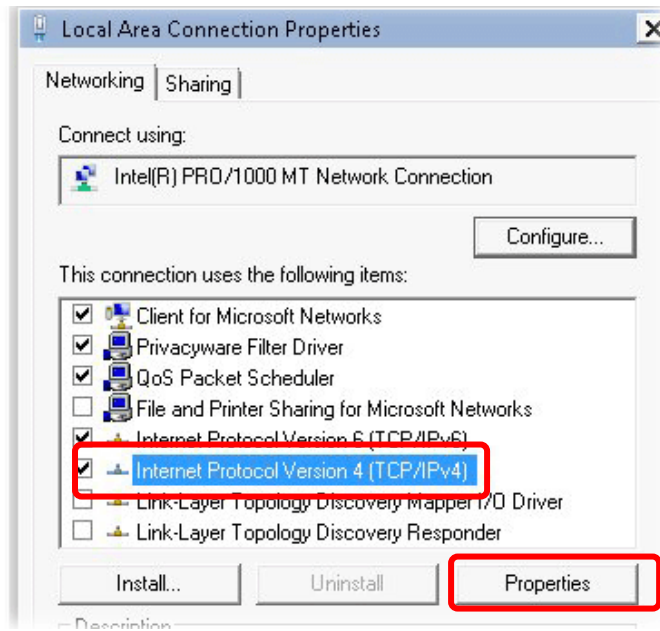 Local Area Connection Properties
Networking
Sharing
Connect using:
Intel(R) PRO/1000 MT Network Connection
Configure...
This connection uses the following items:
Client for Microsoft Networks
Privacyware Filter Driver
QoS Packet Scheduler
File and Printer Sharing for Microsoft Networks
Internet Protocol Version 6 (TCP/IPv6)
Internet Protocol Version 4 (TCP/IPv4)
Link-Layer Topology Discovery Mapper I/O Driver
Link-Layer Topology Discovery Responder
Install...
Uninstall
Properties
Description